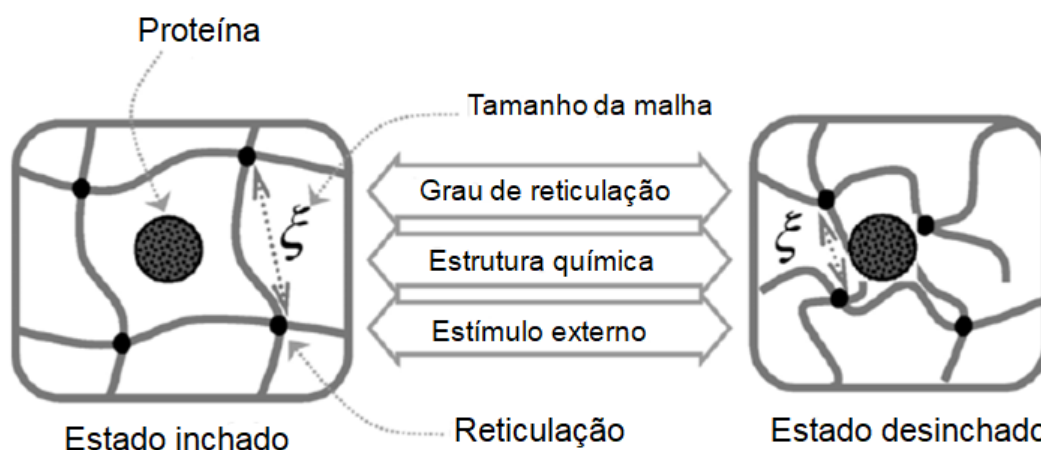 Proteína
Tamanho da malha
Grau de reticulação
ξ
ξ
Estrutura química
Estímulo externo
Reticulação
Estado inchado
Estado desinchado